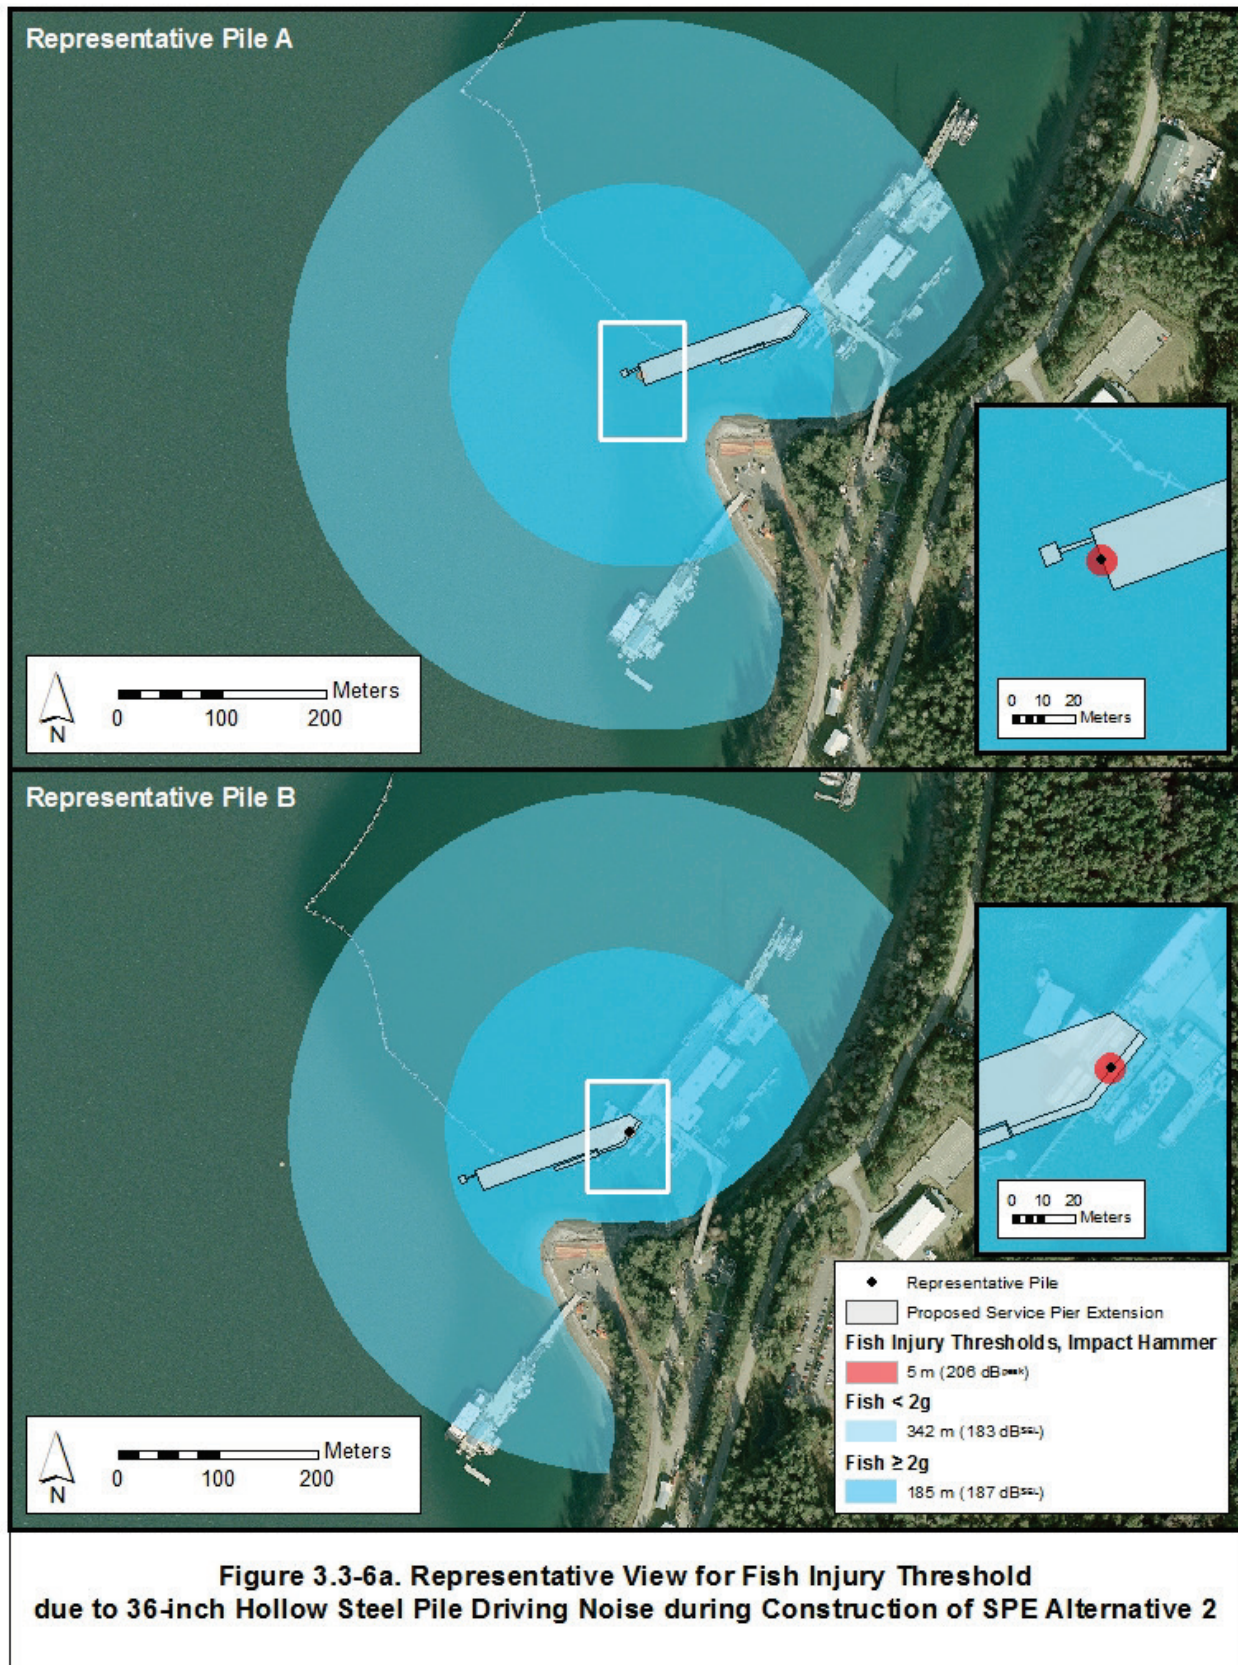 Representative Pile A
0 10 20
Meters
Meters
0 100 200
N
Representative Pile B
0 10 20
Meters
Meters
0 100 200
N
Representative Pile
Proposed Service Pier Extension
Fish Injury Thresholds, Impact Hammer
5 m (206 dBpeak)
Fish < 2g
342 m (183 dBSEL)
Fish ≥ 2g
185 m (187 dBSEL)
Figure 3.3-6a. Representative View for Fish Injury Threshold
due to 36-inch Hollow Steel Pile Driving Noise during Construction of SPE Alternative 2